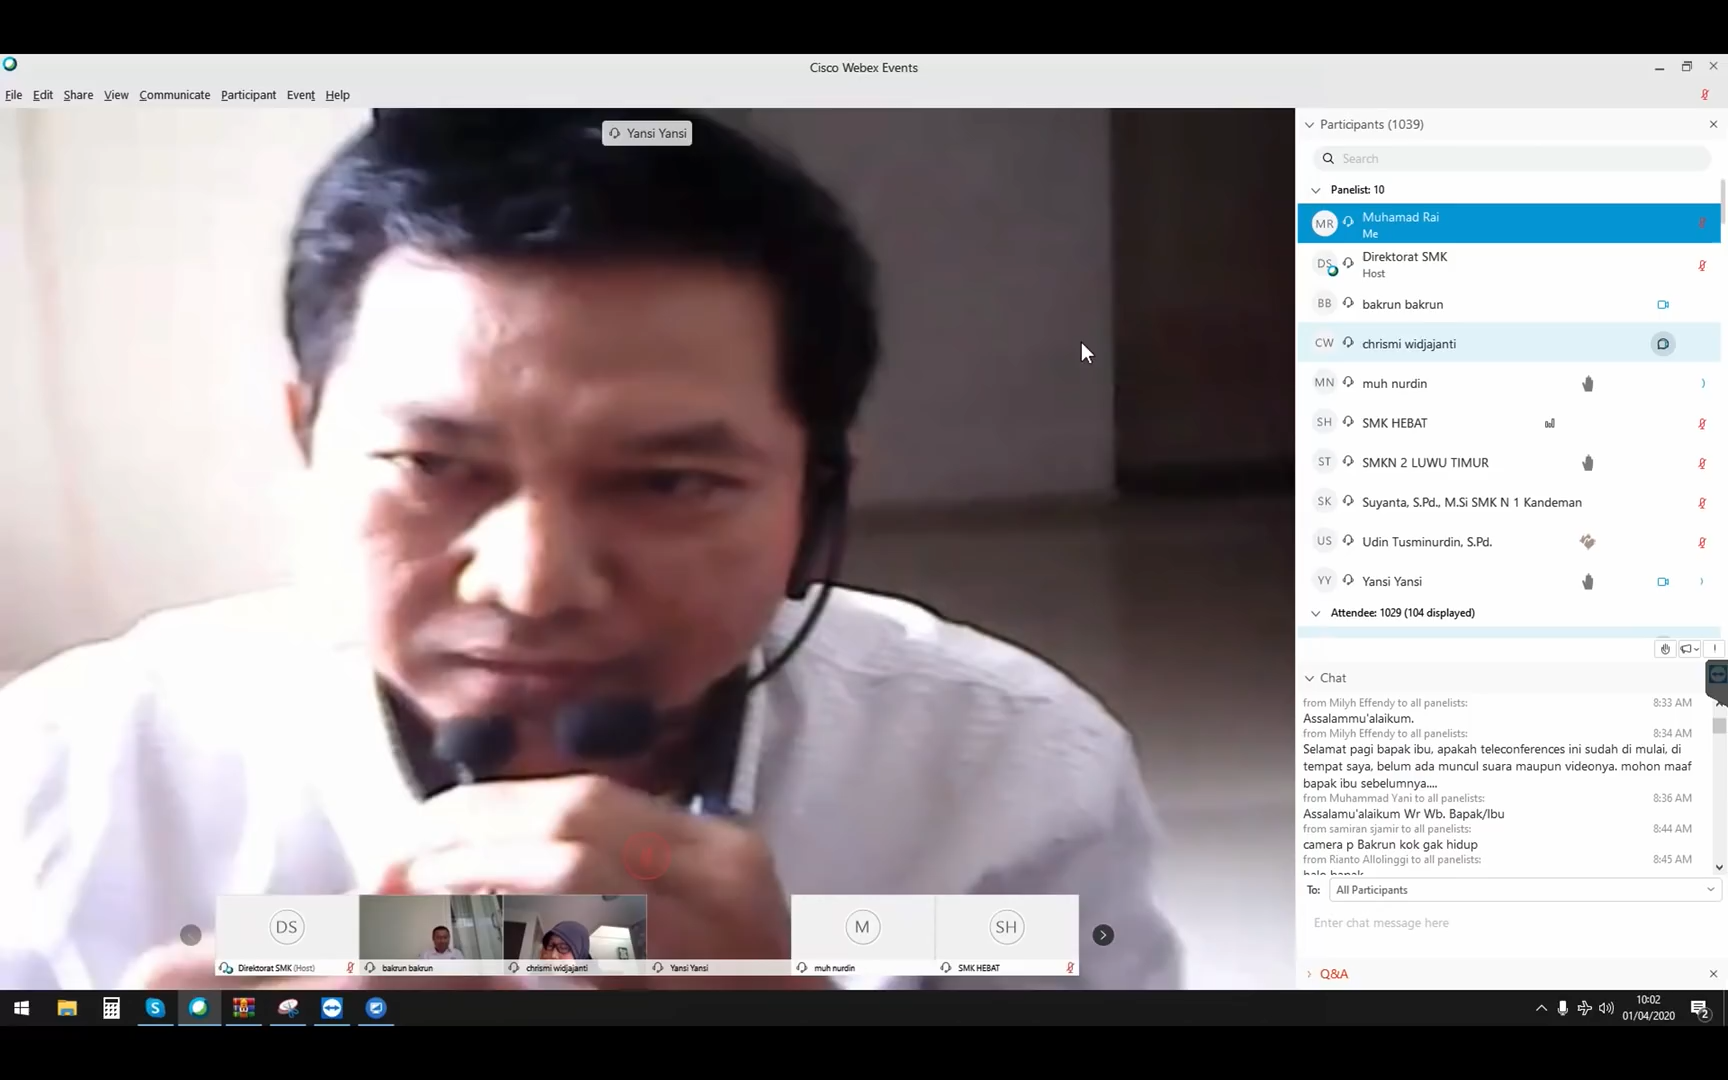 Cisco Webex Events
File Edit Share View Communicate Participant Event Help
Yansi Yansi
Participants (1039)
Search
Panelist: 10
MR Muhamad Rai
Me
DS Direktorat SMK
Host
BB bakrun bakrun
CW chrismi widjajanti
MN muh nurdin
SH SMK HEBAT
ST SMKN 2 LUWU TIMUR
SK Suyanta, S.Pd., M.Si SMK N 1 Kandeman
US Udin Tusminurdin, S.Pd.
YY Yansi Yansi
Attendee: 1029 (104 displayed)
Chat
from Milyh Effendy to all panelists: 8:33 AM
Assalammu'alaikum.
from Milyh Effendy to all panelists: 8:34 AM
Selamat pagi bapak ibu, apakah teleconferences ini sudah di mulai, di
tempat saya, belum ada muncul suara maupun videonya. mohon maaf
bapak ibu sebelumnya....
from Muhammad Yani to all panelists: 8:36 AM
Assalamu'alaikum Wr Wb. Bapak/Ibu
from samiran sjamir to all panelists: 8:44 AM
camera p Bakrun kok gak hidup
from Rianto Allolinggi to all panelists: 8:45 AM
halo bapak
To: All Participants
Enter chat message here
Q&A
DS
M
SH
Direktorat SMK (Host)
bakrun bakrun
chrismi widjajanti
Yansi Yansi
muh nurdin
SMK HEBAT
10:02
01/04/2020
2